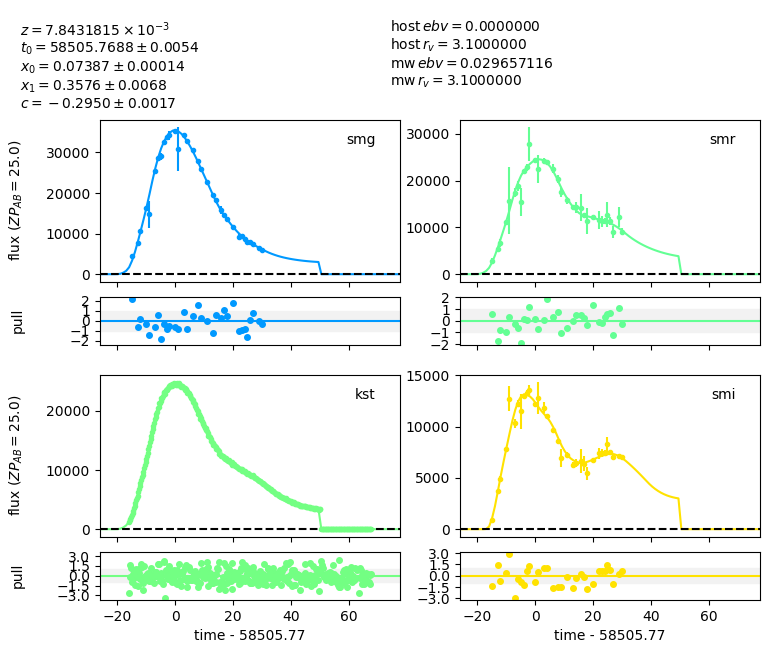 z = 7.8431815 × 10⁻³
t₀ = 58505.7688 ± 0.0054
x₀ = 0.07387 ± 0.00014
x₁ = 0.3576 ± 0.0068
c = −0.2950 ± 0.0017
host ebv = 0.0000000
host r_v = 3.1000000
mw ebv = 0.029657116
mw r_v = 3.1000000
flux (ZP_AB = 25.0)
30000
20000
10000
0
smg
30000
20000
10000
0
smr
pull
2
1
0
−1
−2
2
1
0
−1
−2
flux (ZP_AB = 25.0)
20000
10000
0
kst
15000
10000
5000
0
smi
pull
3.0
1.5
0.0
−1.5
−3.0
3.0
1.5
0.0
−1.5
−3.0
−20 0 20 40 60
−20 0 20 40 60
time - 58505.77
time - 58505.77